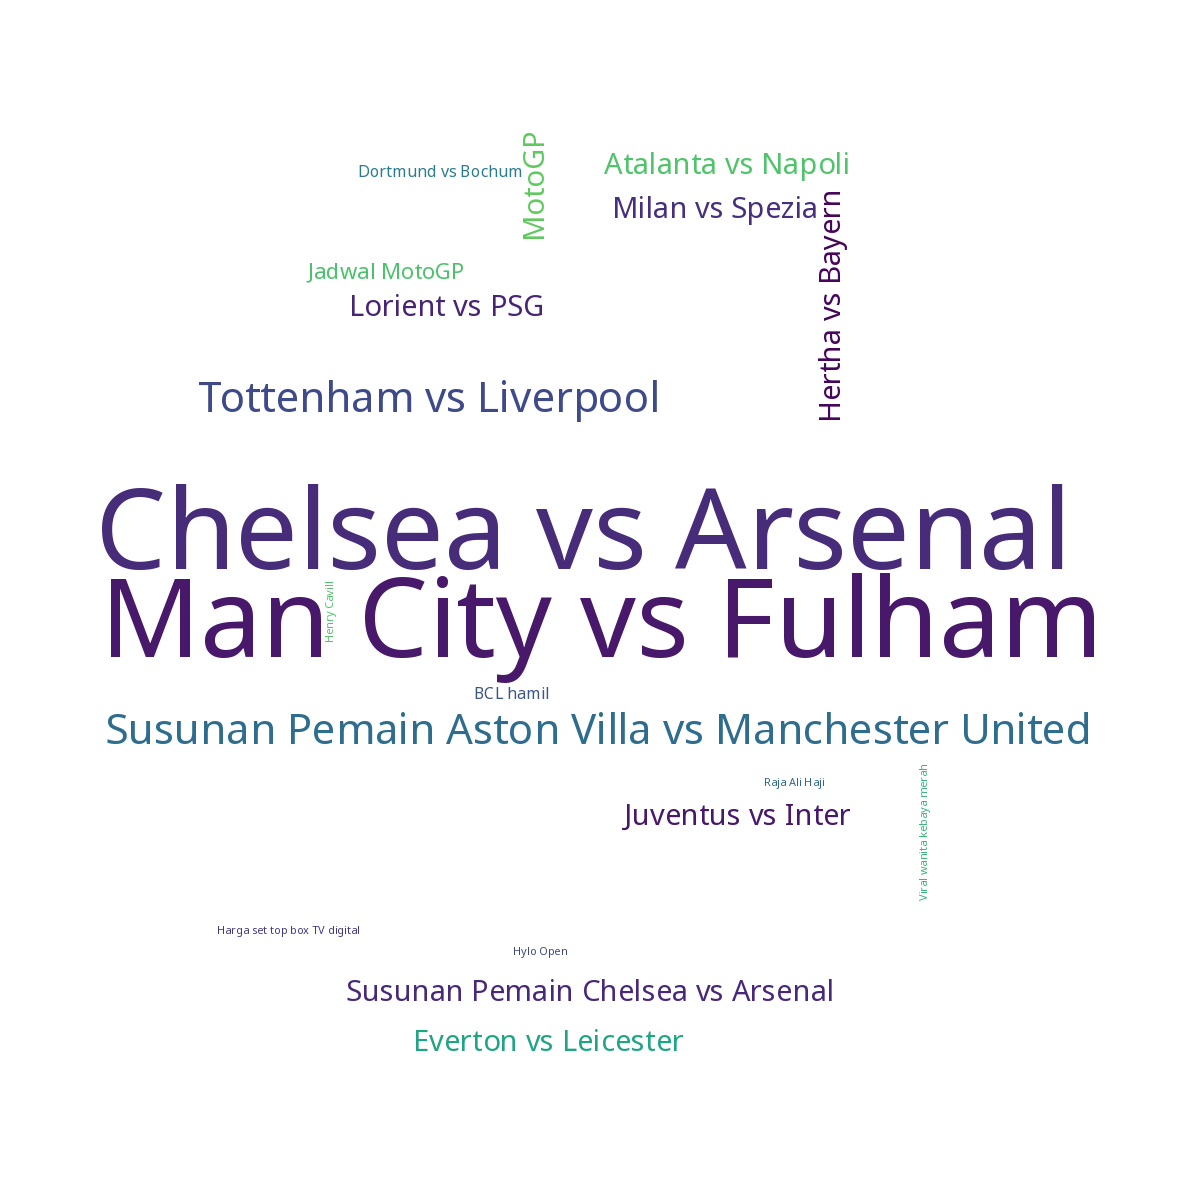 MotoGP
Atalanta vs Napoli
Dortmund vs Bochum
Milan vs Spezia
Hertha vs Bayern
Jadwal MotoGP
Lorient vs PSG
Tottenham vs Liverpool
Chelsea vs Arsenal
Man City vs Fulham
Henry Cavill
BCL hamil
Susunan Pemain Aston Villa vs Manchester United
Raja Ali Haji
Viral wanita kebaya merah
Juventus vs Inter
Harga set top box TV digital
Hylo Open
Susunan Pemain Chelsea vs Arsenal
Everton vs Leicester